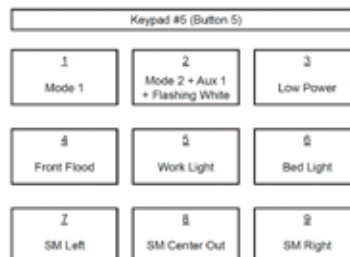 Keypad #5 (Button 5)
1
Mode 1
2
Mode 2 + Aux 1
+ Flashing White
3
Low Power
4
Front Flood
5
Work Light
6
Bed Light
7
SM Left
8
SM Center Out
9
SM Right